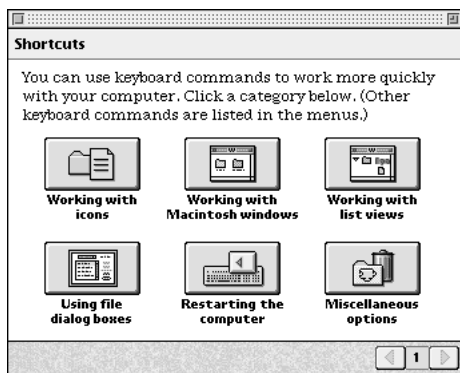 Shortcuts
You can use keyboard commands to work more quickly
with your computer. Click a category below. (Other
keyboard commands are listed in the menus.)
Working with
icons
Working with
Macintosh windows
Working with
list views
Using file
dialog boxes
Restarting the
computer
Miscellaneous
options
1